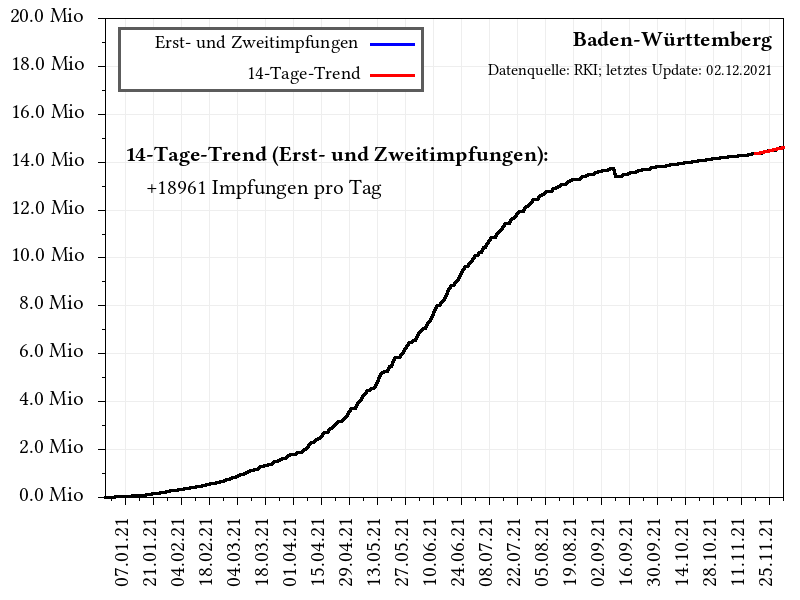 20.0 Mio
18.0 Mio
16.0 Mio
14.0 Mio
12.0 Mio
10.0 Mio
8.0 Mio
6.0 Mio
4.0 Mio
2.0 Mio
0.0 Mio
Erst- und Zweitimpfungen
14-Tage-Trend
Baden-Württemberg
Datenquelle: RKI; letztes Update: 02.12.2021
14-Tage-Trend (Erst- und Zweitimpfungen):
+18961 Impfungen pro Tag
07.01.21
21.01.21
04.02.21
18.02.21
04.03.21
18.03.21
01.04.21
15.04.21
29.04.21
13.05.21
27.05.21
10.06.21
24.06.21
08.07.21
22.07.21
05.08.21
19.08.21
02.09.21
16.09.21
30.09.21
14.10.21
28.10.21
11.11.21
25.11.21